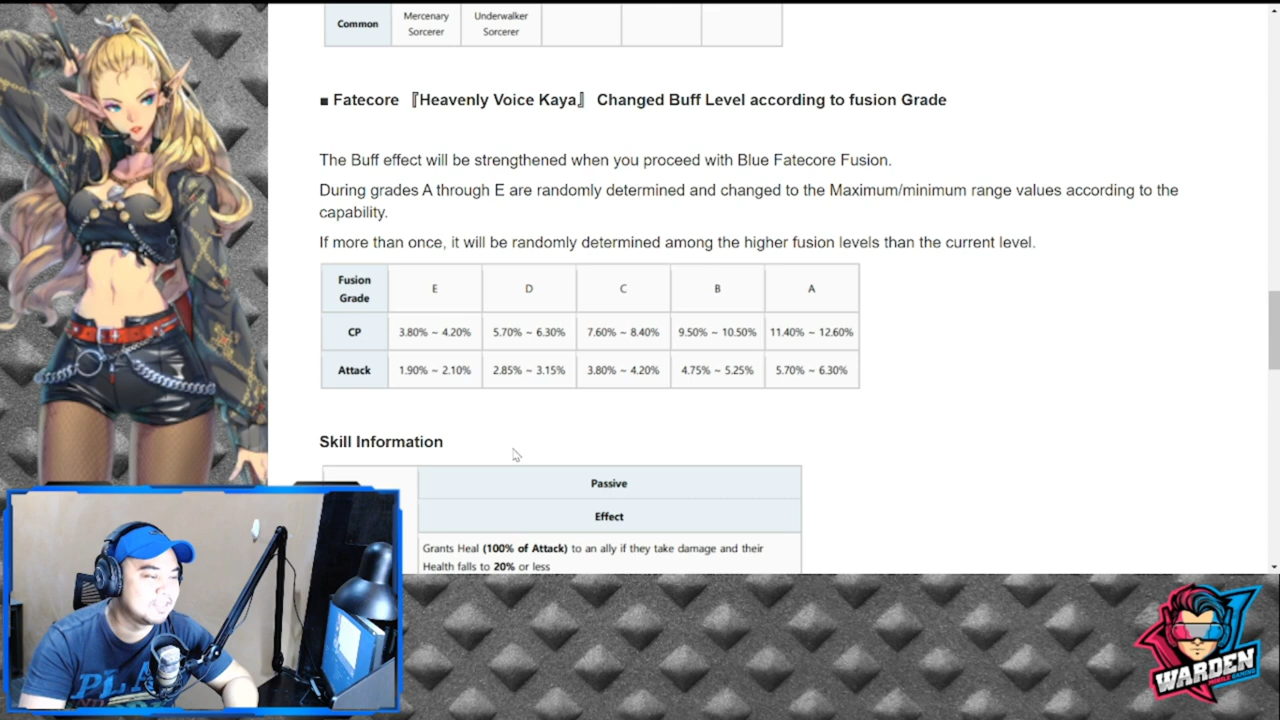 Mercenary Underwalker
Common
Sorcerer Sorcerer
■ Fatecore 『Heavenly Voice Kaya』 Changed Buff Level according to fusion Grade
The Buff effect will be strengthened when you proceed with Blue Fatecore Fusion.
During grades A through E are randomly determined and changed to the Maximum/minimum range values according to the
capability.
If more than once, it will be randomly determined among the higher fusion levels than the current level.
Fusion
Grade E D C B A
CP 3.80% ~ 4.20% 5.70% ~ 6.30% 7.60% ~ 8.40% 9.50% ~ 10.50% 11.40% ~ 12.60%
Attack 1.90% ~ 2.10% 2.85% ~ 3.15% 3.80% ~ 4.20% 4.75% ~ 5.25% 5.70% ~ 6.30%
Skill Information
Passive
Effect
Grants Heal (100% of Attack) to an ally if they take damage and their
Health falls to 20% or less
WARDEN
MOBILE GAMING